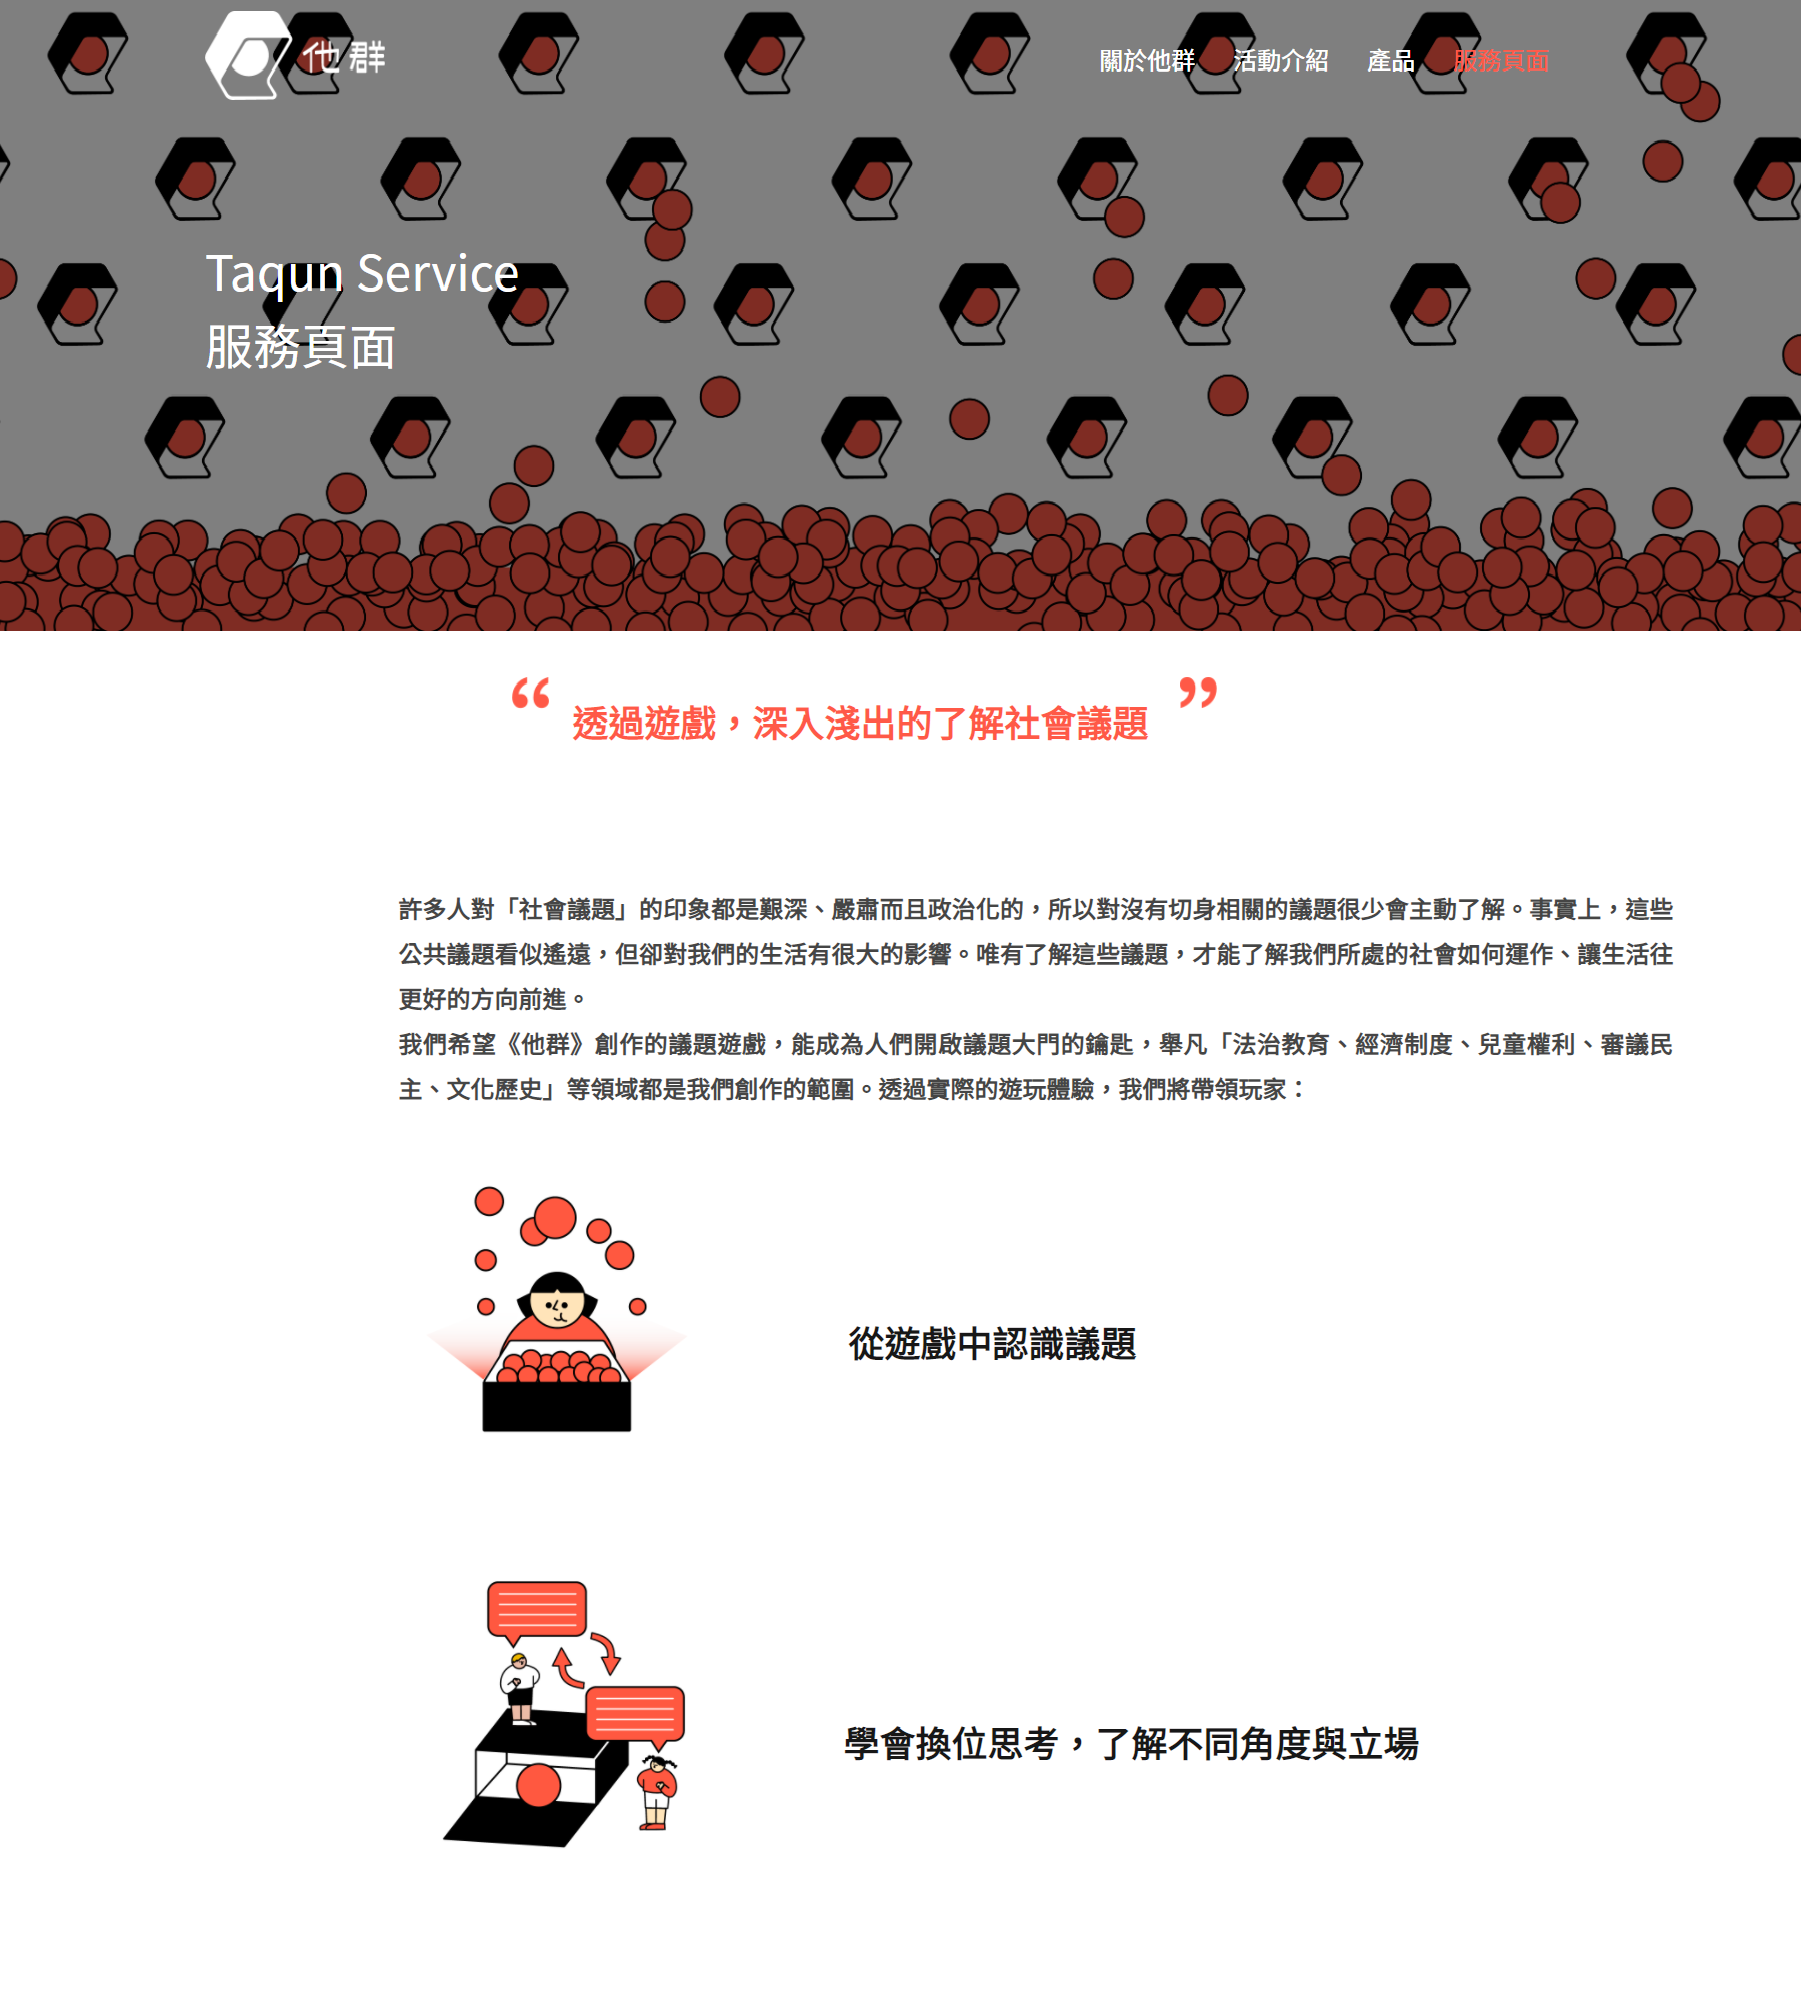 他群
關於他群 活動介紹 產品 服務頁面
Taqun Service
服務頁面
“ 透過遊戲，深入淺出的了解社會議題 ”
許多人對「社會議題」的印象都是艱深、嚴肅而且政治化的，所以對沒有切身相關的議題很少會主動了解。事實上，這些
公共議題看似遙遠，但卻對我們的生活有很大的影響。唯有了解這些議題，才能了解我們所處的社會如何運作、讓生活往
更好的方向前進。
我們希望《他群》創作的議題遊戲，能成為人們開啟議題大門的鑰匙，舉凡「法治教育、經濟制度、兒童權利、審議民
主、文化歷史」等領域都是我們創作的範圍。透過實際的遊玩體驗，我們將帶領玩家：
從遊戲中認識議題
學會換位思考，了解不同角度與立場